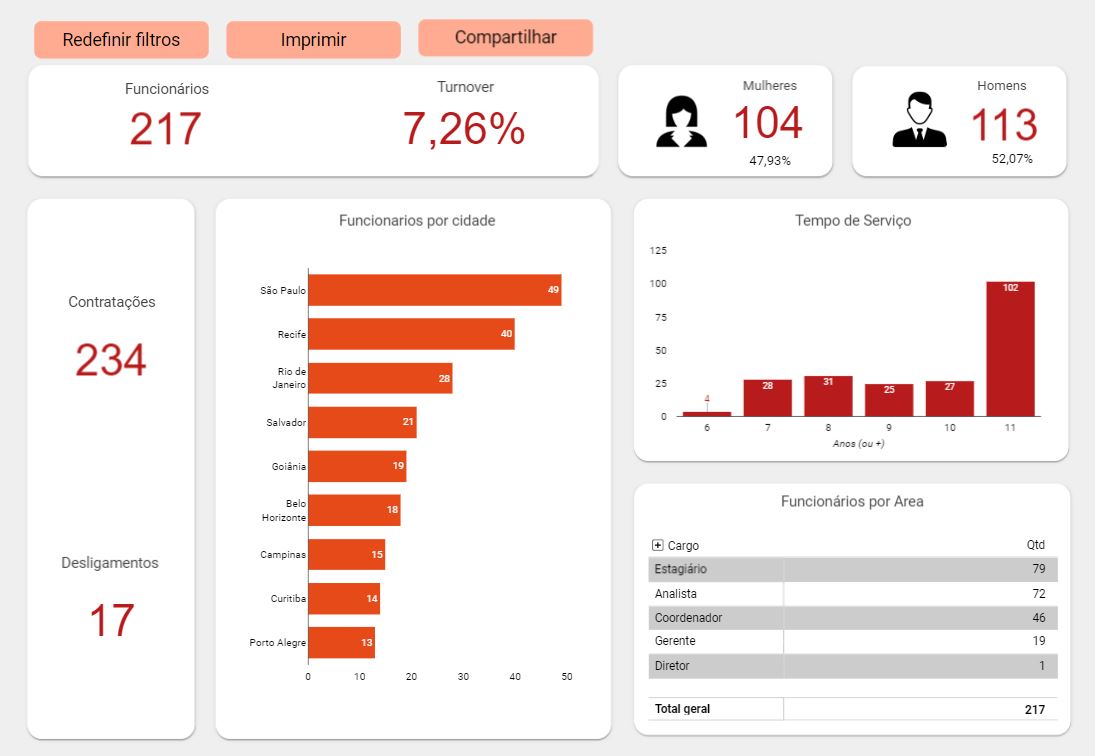 Redefinir filtros
Imprimir
Compartilhar
Funcionários
217
Turnover
7,26%
Mulheres
104
47,93%
Homens
113
52,07%
Contratações
234
Desligamentos
17
Funcionarios por cidade
São Paulo
49
Recife
40
Rio de
Janeiro
28
Salvador
21
Goiânia
19
Belo
Horizonte
18
Campinas
15
Curitiba
14
Porto Alegre
13
0 10 20 30 40 50
Tempo de Serviço
125
100
75
50
25
0
4 28 31 25 27 102
6 7 8 9 10 11
Anos (ou +)
Funcionários por Area
Cargo Qtd
Estagiário 79
Analista 72
Coordenador 46
Gerente 19
Diretor 1
Total geral 217